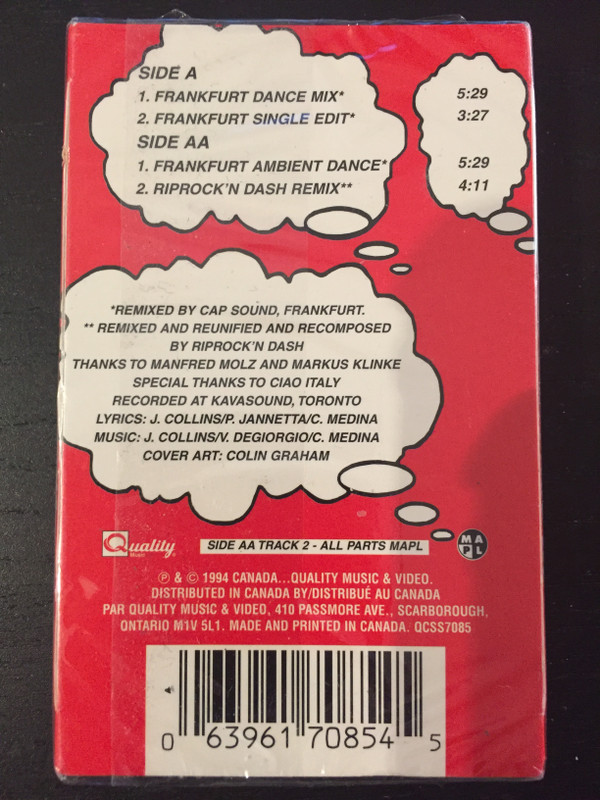 SIDE A
1. FRANKFURT DANCE MIX* 5:29
2. FRANKFURT SINGLE EDIT* 3:27
SIDE AA
1. FRANKFURT AMBIENT DANCE* 5:29
2. RIPROCK'N DASH REMIX** 4:11
*REMIXED BY CAP SOUND, FRANKFURT.
** REMIXED AND REUNIFIED AND RECOMPOSED
BY RIPROCK'N DASH
THANKS TO MANFRED MOLZ AND MARKUS KLINKE
SPECIAL THANKS TO CIAO ITALY
RECORDED AT KAVASOUND, TORONTO
LYRICS: J. COLLINS/P. JANNETTA/C. MEDINA
MUSIC: J. COLLINS/V. DEGIORGIO/C. MEDINA
COVER ART: COLIN GRAHAM
Quality Music
SIDE AA TRACK 2 - ALL PARTS MAPL
MAPL
℗ & © 1994 CANADA...QUALITY MUSIC & VIDEO.
DISTRIBUTED IN CANADA BY/DISTRIBUÉ AU CANADA
PAR QUALITY MUSIC & VIDEO, 410 PASSMORE AVE., SCARBOROUGH,
ONTARIO M1V 5L1. MADE AND PRINTED IN CANADA. QCSS7085
0 63961 70854 5